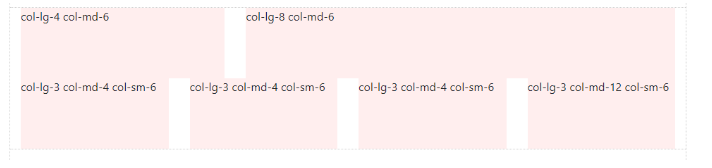 col-lg-4 col-md-6
col-lg-8 col-md-6
col-lg-3 col-md-4 col-sm-6
col-lg-3 col-md-4 col-sm-6
col-lg-3 col-md-4 col-sm-6
col-lg-3 col-md-12 col-sm-6